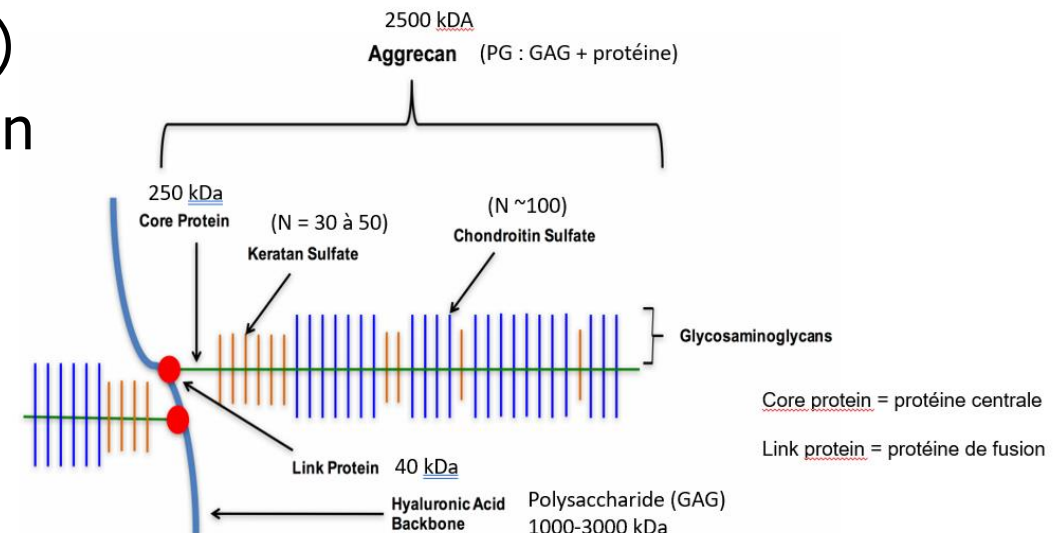 )
n
2500 kDA
Aggrecan (PG : GAG + protéine)
250 kDa
Core Protein
(N = 30 à 50)
Keratan Sulfate
(N ~100)
Chondroitin Sulfate
Glycosaminoglycans
Core protein = protéine centrale
Link protein = protéine de fusion
Link Protein 40 kDa
Hyaluronic Acid
Backbone
Polysaccharide (GAG)
1000-3000 kDa